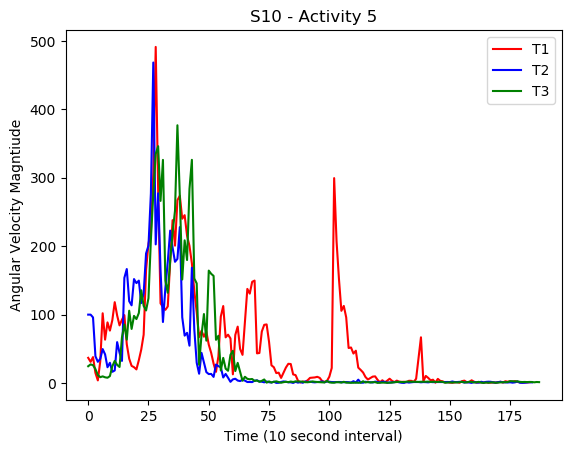 S10 - Activity 5
T1
T2
T3
Angular Velocity Magntiude
500
400
300
200
100
0
0 25 50 75 100 125 150 175
Time (10 second interval)